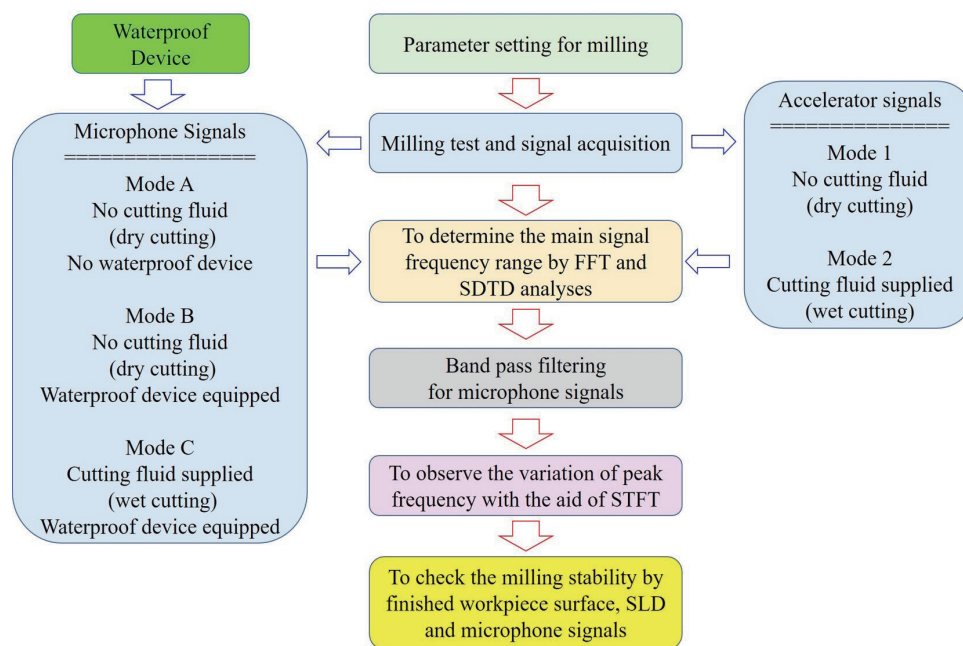 Waterproof
Device
Parameter setting for milling
Microphone Signals
=================
Mode A
No cutting fluid
(dry cutting)
No waterproof device
Mode B
No cutting fluid
(dry cutting)
Waterproof device equipped
Mode C
Cutting fluid supplied
(wet cutting)
Waterproof device equipped
Milling test and signal acquisition
Accelerator signals
===============
Mode 1
No cutting fluid
(dry cutting)
Mode 2
Cutting fluid supplied
(wet cutting)
To determine the main signal
frequency range by FFT and
SDTD analyses
Band pass filtering
for microphone signals
To observe the variation of peak
frequency with the aid of STFT
To check the milling stability by
finished workpiece surface, SLD
and microphone signals